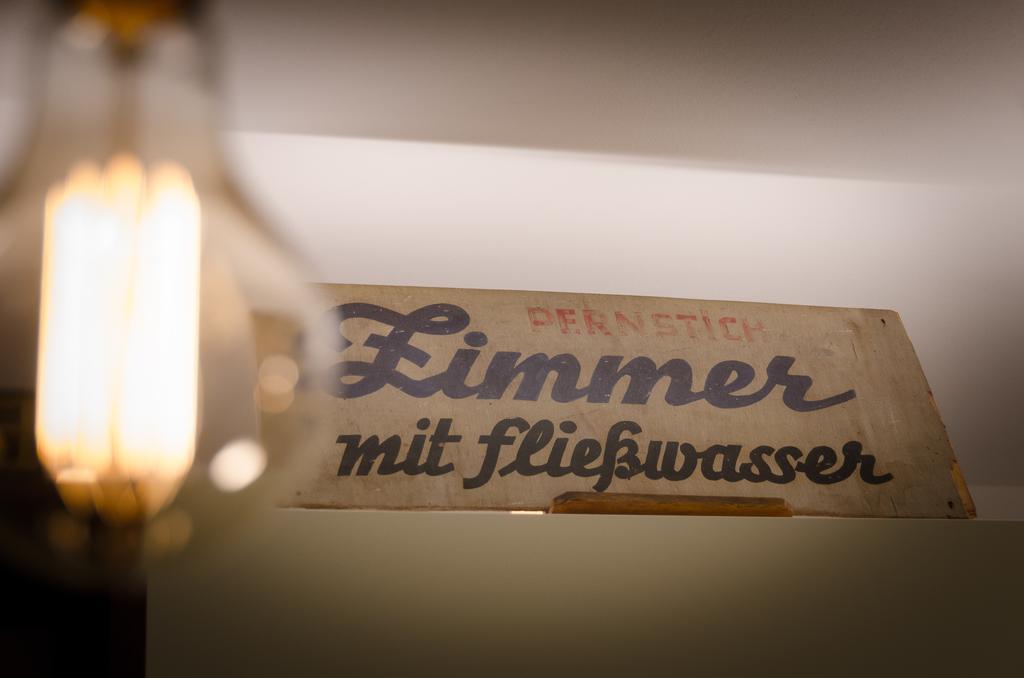 PERNSTICH
Zimmer
mit fließwasser